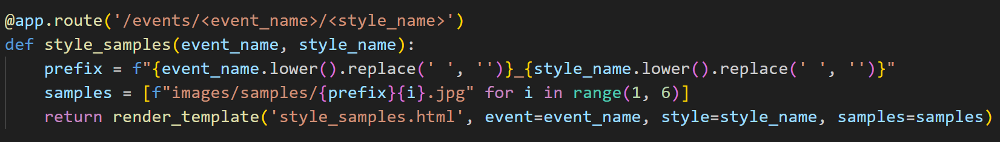 @app.route('/events/<event_name>/<style_name>')
def style_samples(event_name, style_name):
    prefix = f"{event_name.lower().replace(' ', '')}_{style_name.lower().replace(' ', '')}"
    samples = [f"images/samples/{prefix}{i}.jpg" for i in range(1, 6)]
    return render_template('style_samples.html', event=event_name, style=style_name, samples=samples)